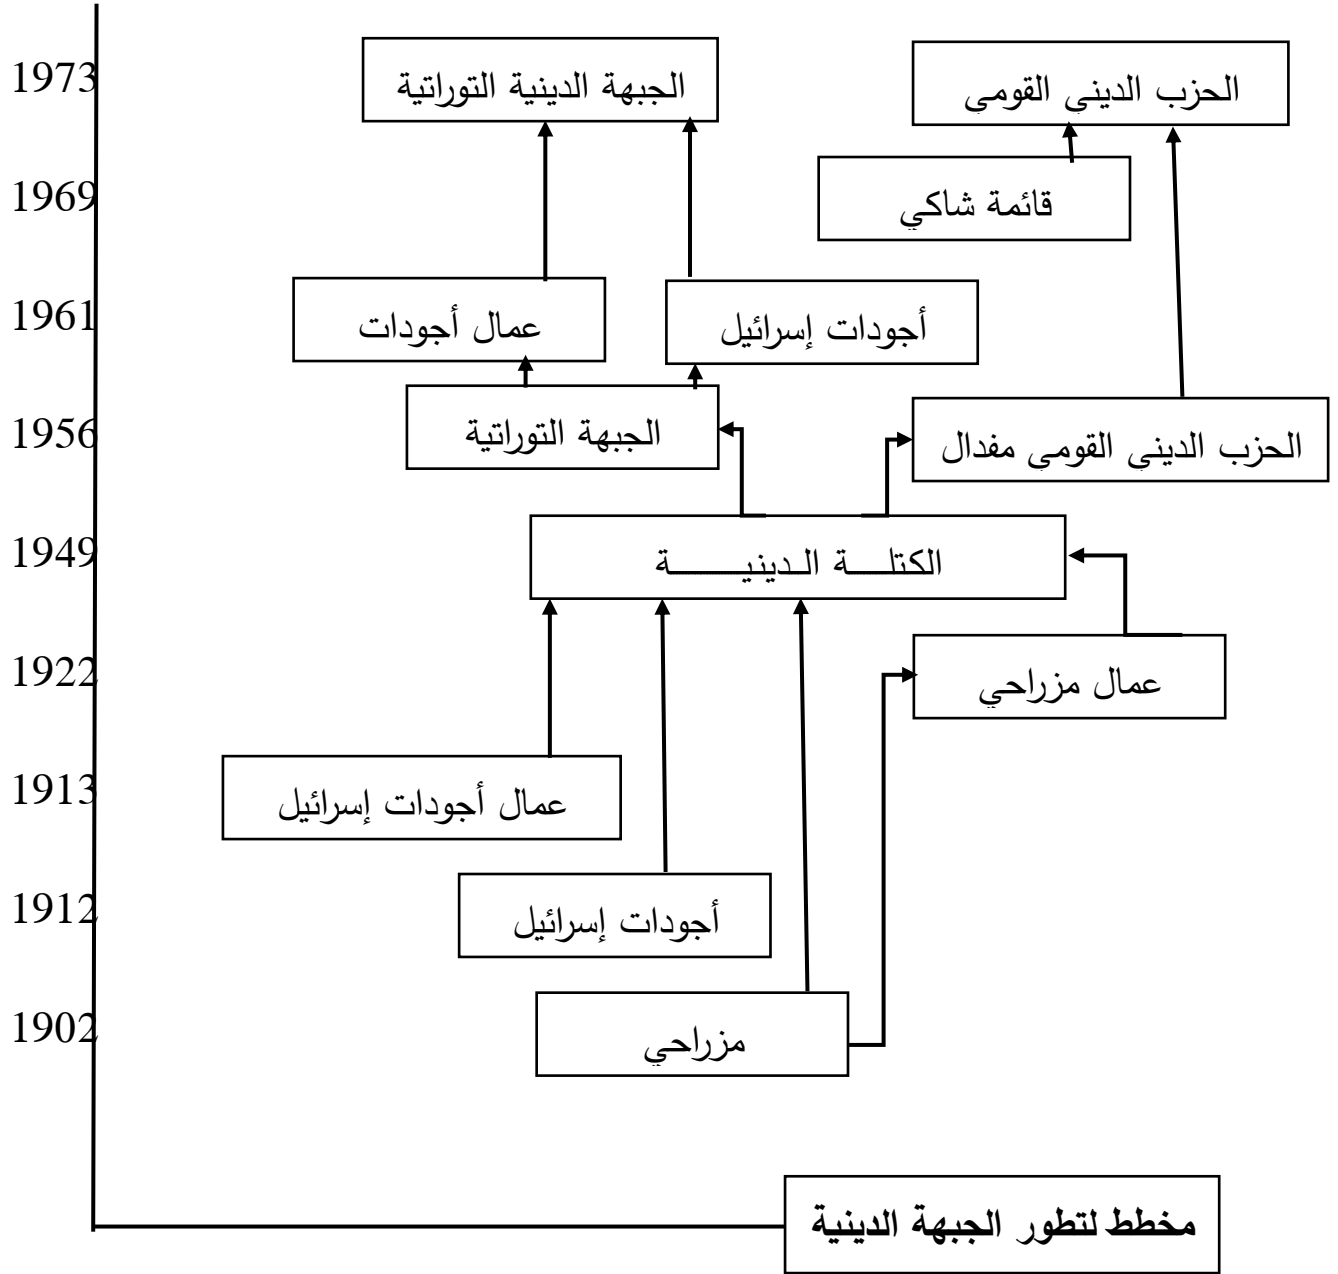 1973
الجبهة الدينية التوراتية
الحزب الديني القومي
1969
قائمة شاكي
1961
عمال أجودات
أجودات إسرائيل
1956
الجبهة التوراتية
الحزب الديني القومي مفدال
1949
الكتلـــــة الـدينيـــــــــة
1922
عمال مزراحي
1913
عمال أجودات إسرائيل
1912
أجودات إسرائيل
1902
مزراحي
مخطط لتطور الجبهة الدينية